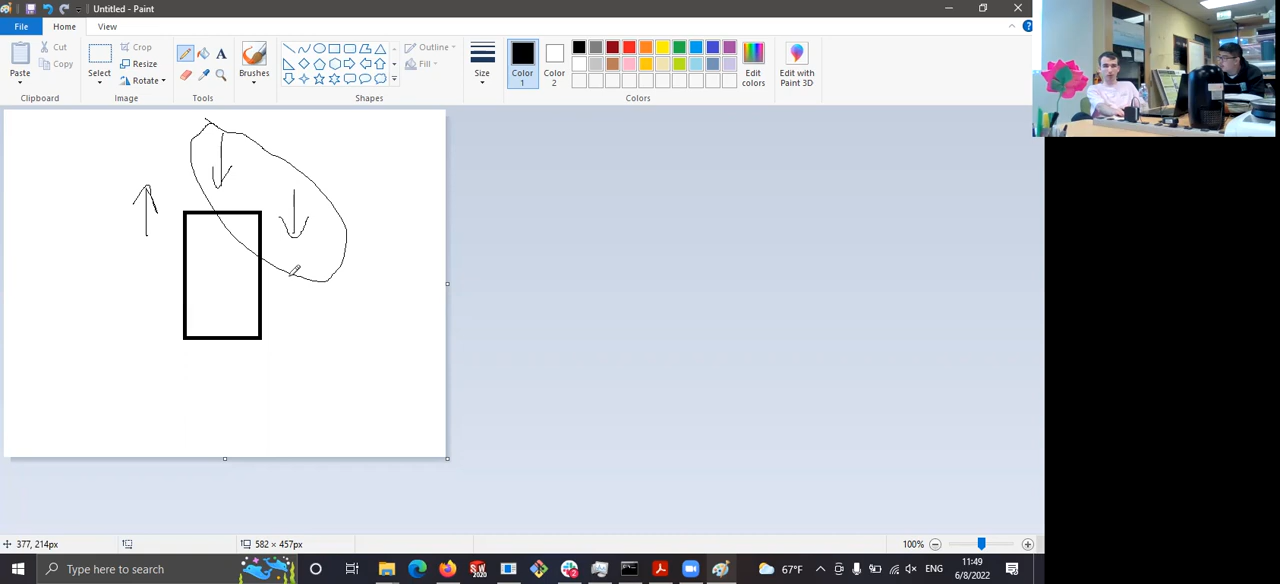 Untitled - Paint
File Home View
Paste
Cut
Copy
Clipboard
Select
Crop
Resize
Rotate
Image
A
Tools
Brushes
Outline
Fill
Shapes
Size
Color 1
Color 2
Edit colors
Colors
Edit with Paint 3D
377, 214px
582 × 457px
100%
Type here to search
SW
2020
67°F
ENG
11:49
6/8/2022